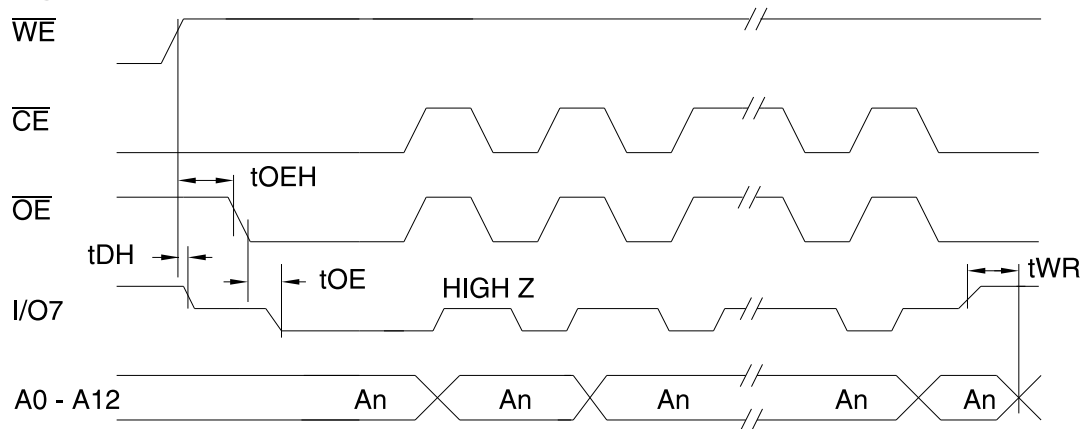 WE
CE
tOEH
OE
tDH
tOE
tWR
HIGH Z
I/O7
A0 - A12 An An An An An